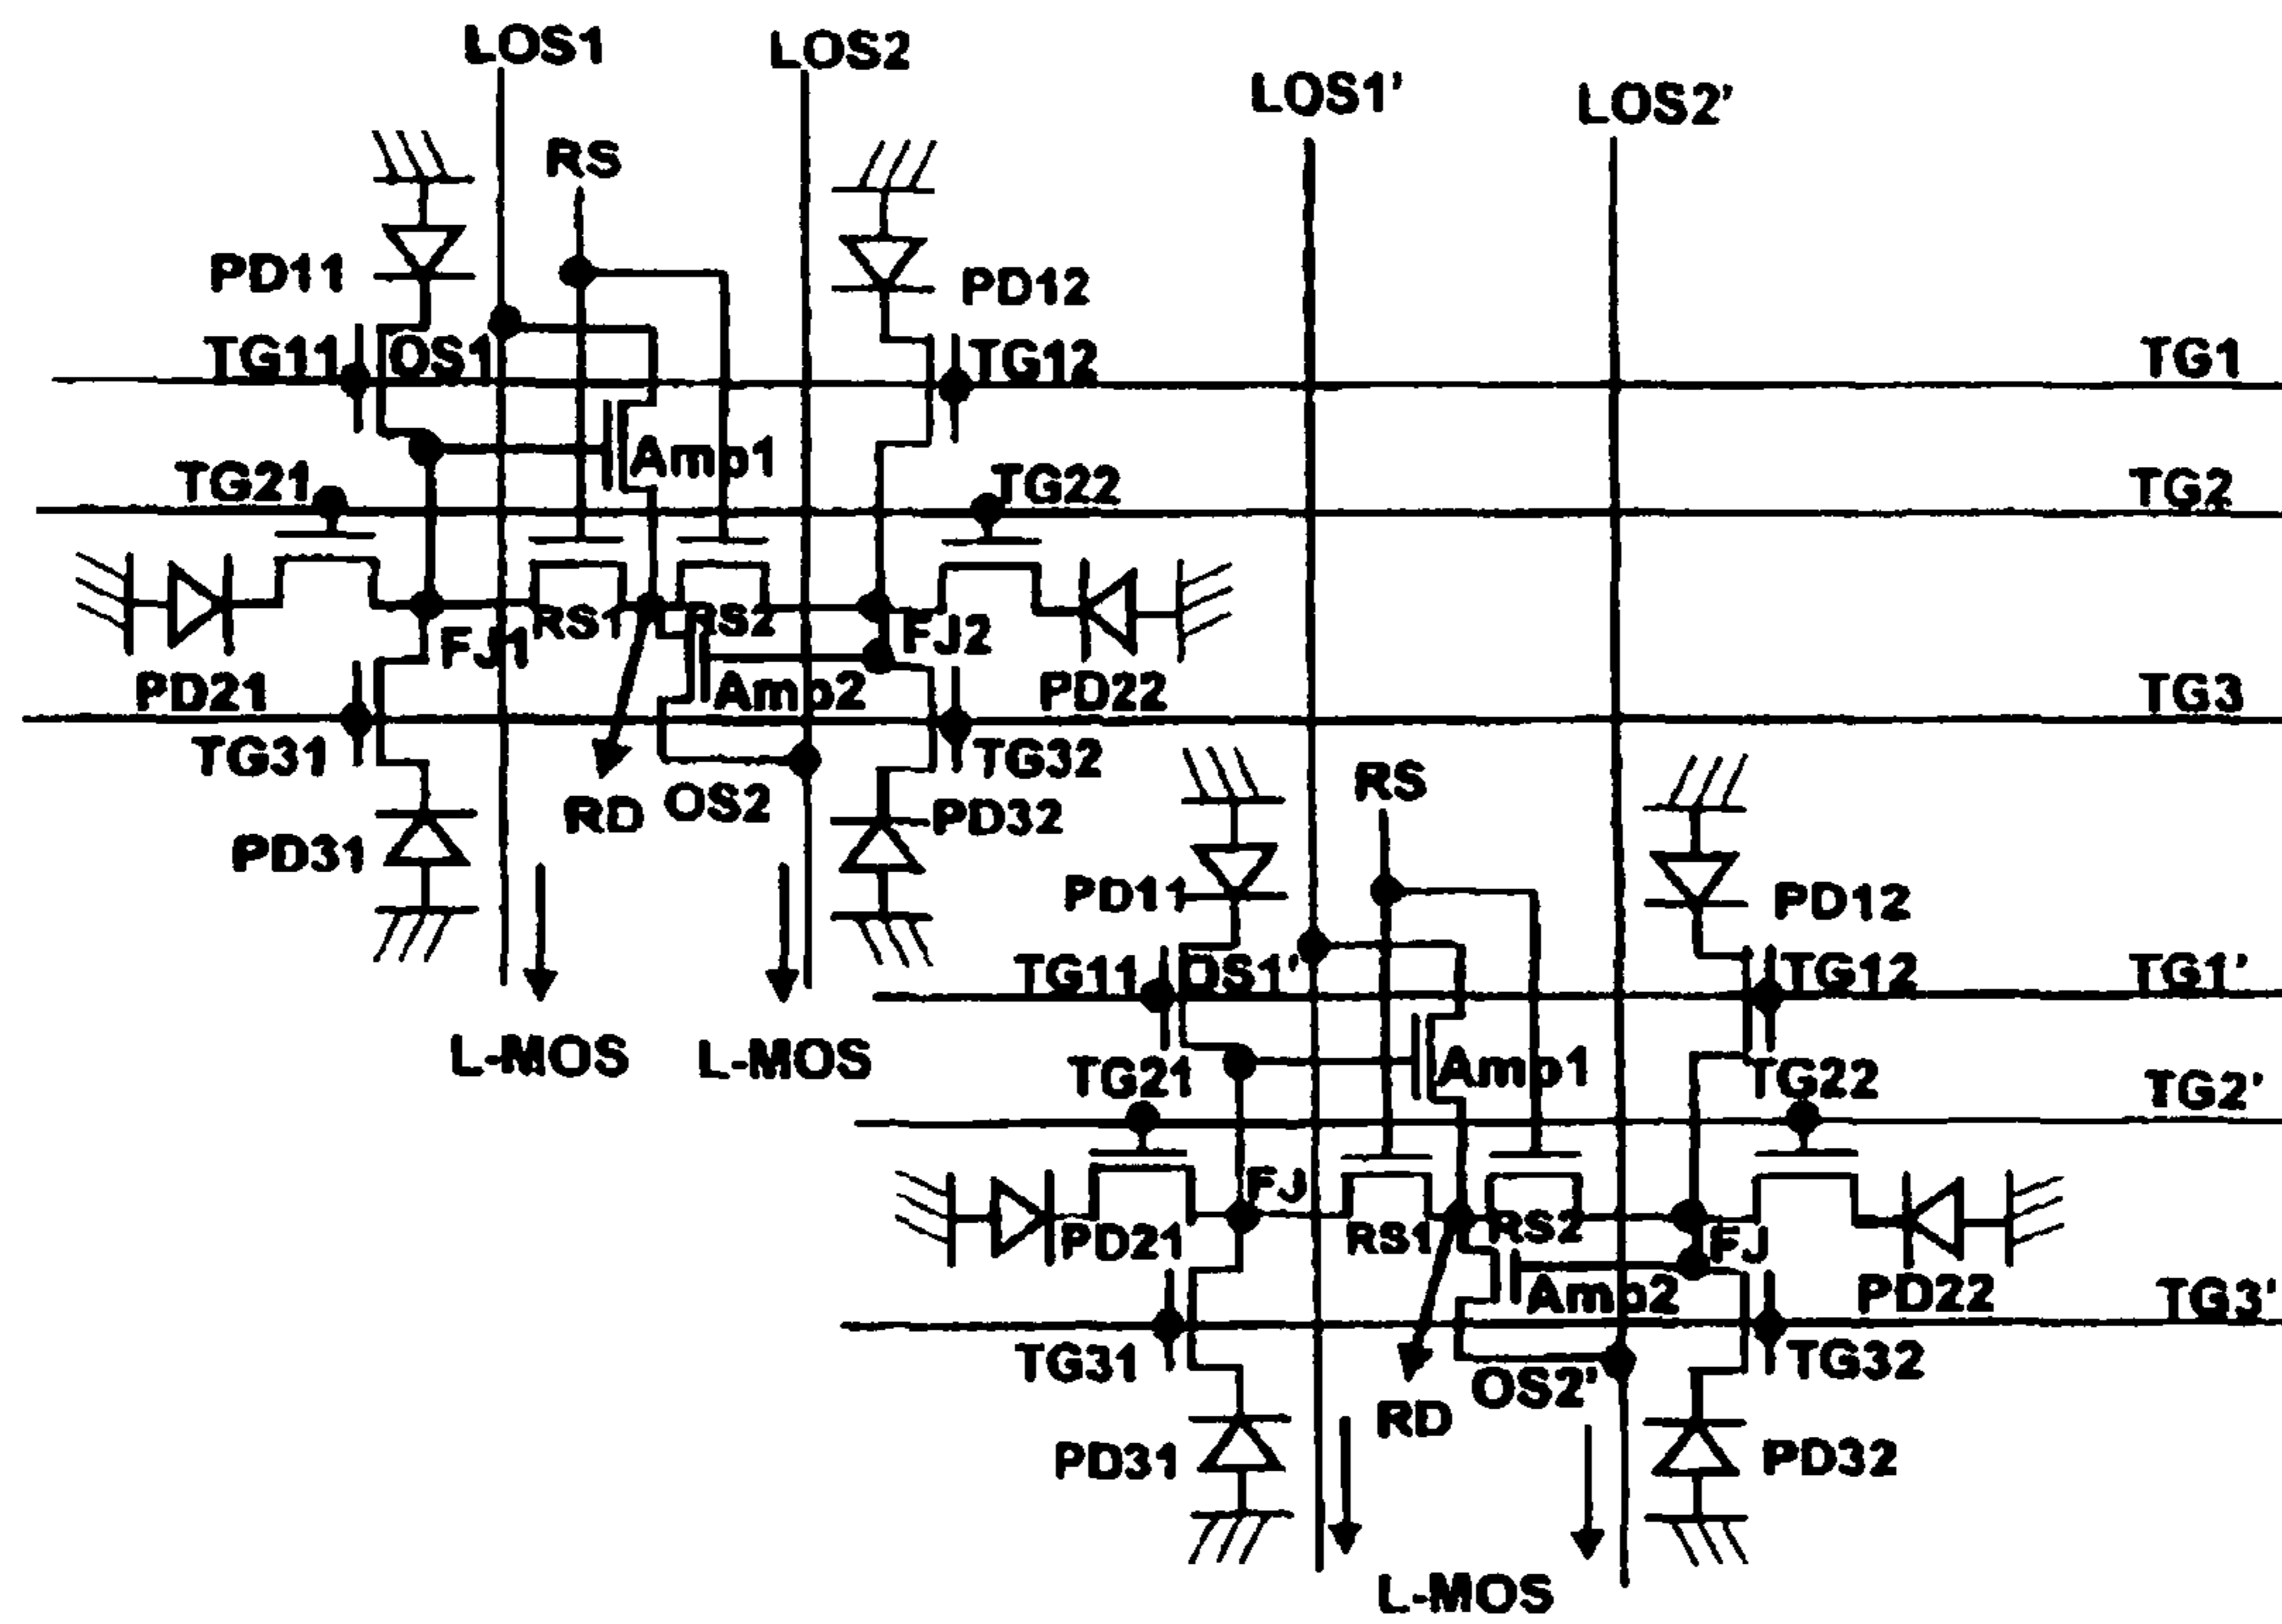 LOS1
LOS2
LOS1'
LOS2'
RS
PD11
PD12
TG11
OS1
TG12
TG1
Amp1
TG21
TG22
TG2
RS1
RS2
FJ1
FJ2
PD21
Amp2
PD22
TG3
TG31
TG32
RD
OS2
PD32
PD31
RS
PD11
PD12
TG11
OS1'
TG12
TG1'
L-MOS
L-MOS
Amp1
TG21
TG22
TG2'
FJ
PD21
RS1
RS2
FJ
Amp2
PD22
TG3'
TG31
TG32
OS2'
RD
PD31
PD32
L-MOS